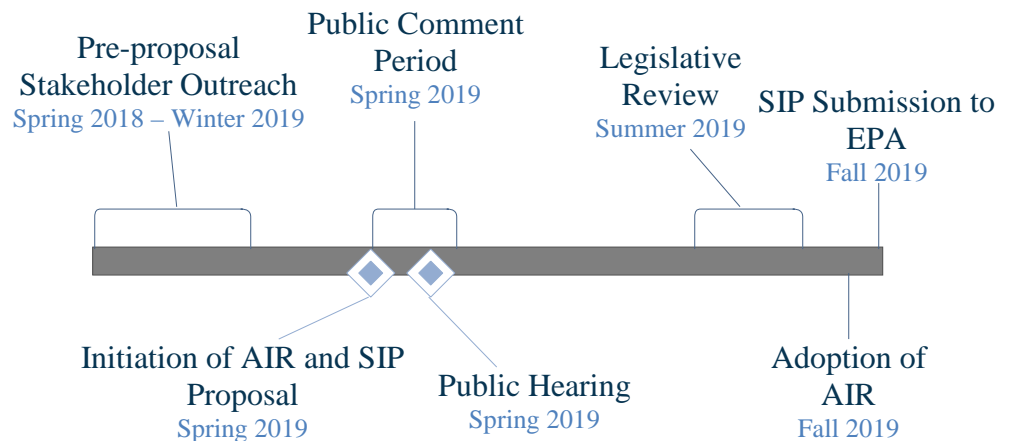 Pre-proposal
Stakeholder Outreach
Spring 2018 – Winter 2019
Public Comment
Period
Spring 2019
Legislative
Review
Summer 2019
SIP Submission to
EPA
Fall 2019
Initiation of AIR and SIP
Proposal
Spring 2019
Public Hearing
Spring 2019
Adoption of
AIR
Fall 2019